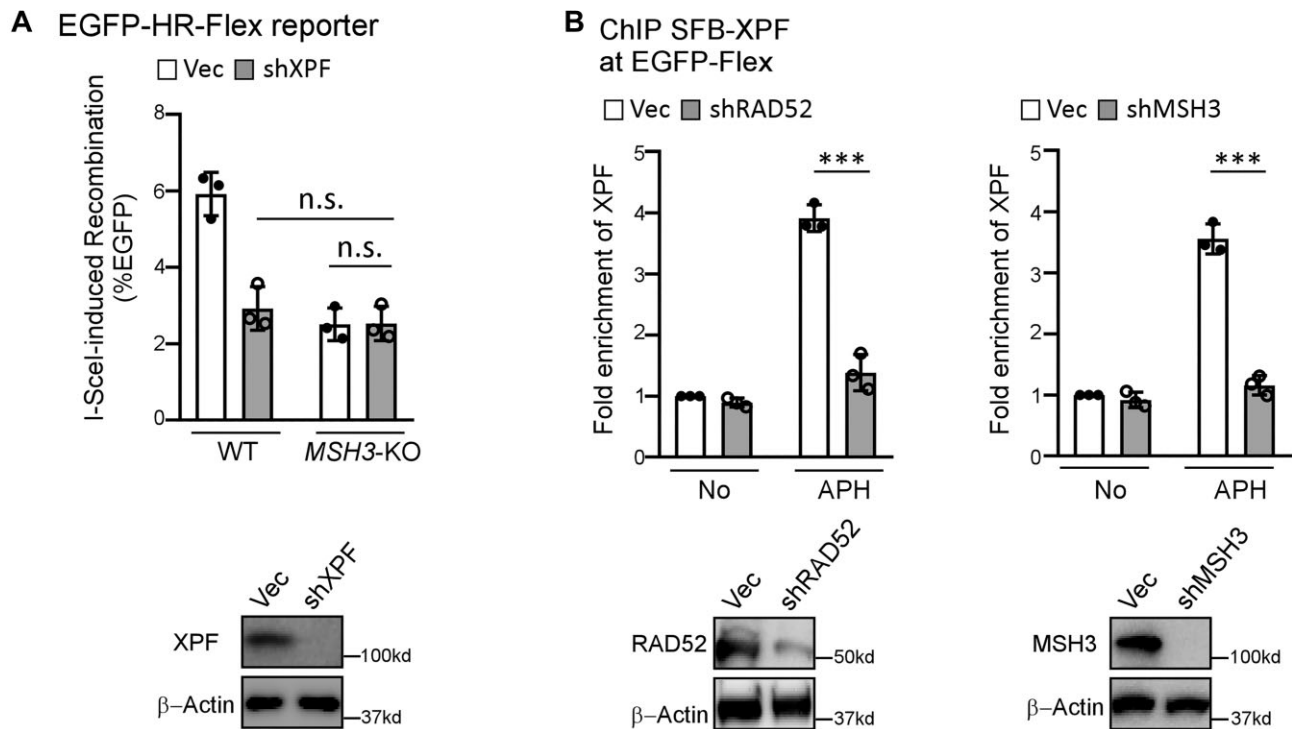 A EGFP-HR-Flex reporter
Vec shXPF
I-SceI-induced Recombination
(%EGFP)
8
6
4
2
0
n.s.
n.s.
WT MSH3-KO
Vec shXPF
XPF
100kd
β-Actin
37kd
B ChIP SFB-XPF
at EGFP-Flex
Vec shRAD52
Fold enrichment of XPF
5
4
3
2
1
0
***
No APH
Vec shRAD52
RAD52
50kd
β-Actin
37kd
Vec shMSH3
Fold enrichment of XPF
5
4
3
2
1
0
***
No APH
Vec shMSH3
MSH3
100kd
β-Actin
37kd